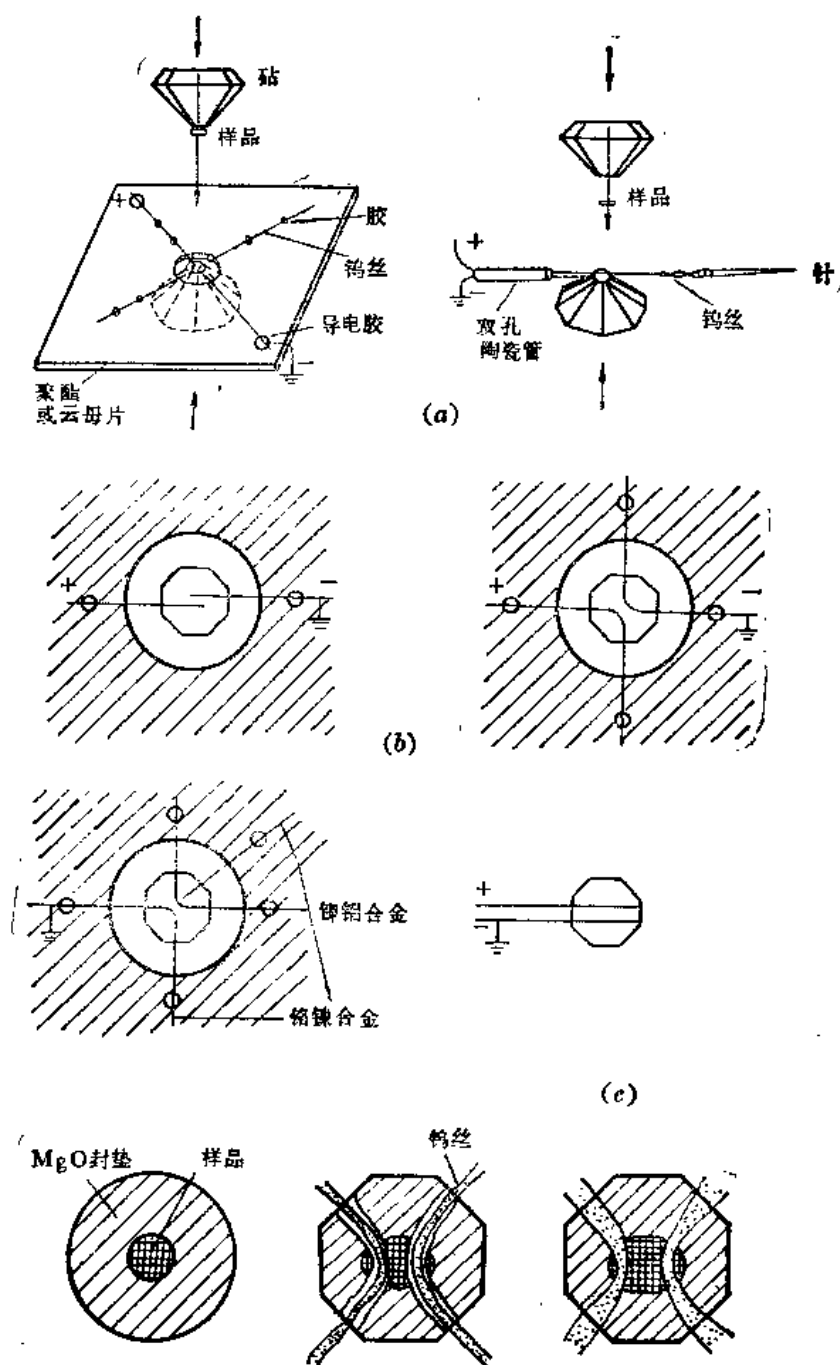 砧
样品
+
胶
钨丝
导电胶
−
聚酯
或云母片
样品
+
针
双孔
陶瓷管
钨丝
(a)
+
−
+
−
(b)
铝合金
铬镍合金
+
−
(c)
MgO封垫
样品
钨丝